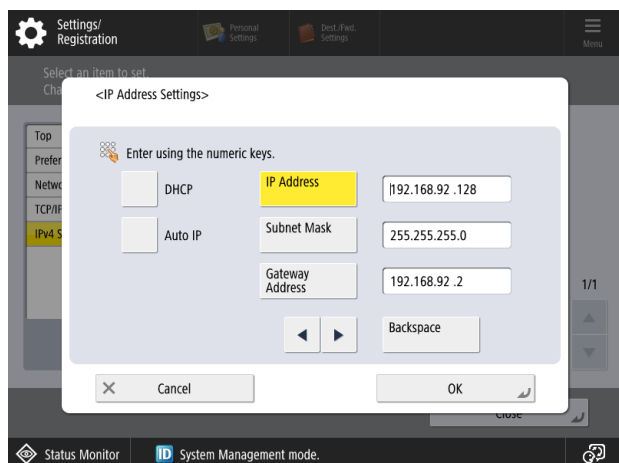 Settings/
Registration
Personal
Settings
Dest./Fwd.
Settings
Menu
Select an item to set.
Cha
<IP Address Settings>
Top
Prefer
Netwo
TCP/IP
IPv4 S
Enter using the numeric keys.
DHCP
IP Address
192.168.92 .128
Auto IP
Subnet Mask
255.255.255.0
Gateway
Address
192.168.92 .2
1/1
Backspace
Cancel
OK
Close
Status Monitor
ID System Management mode.